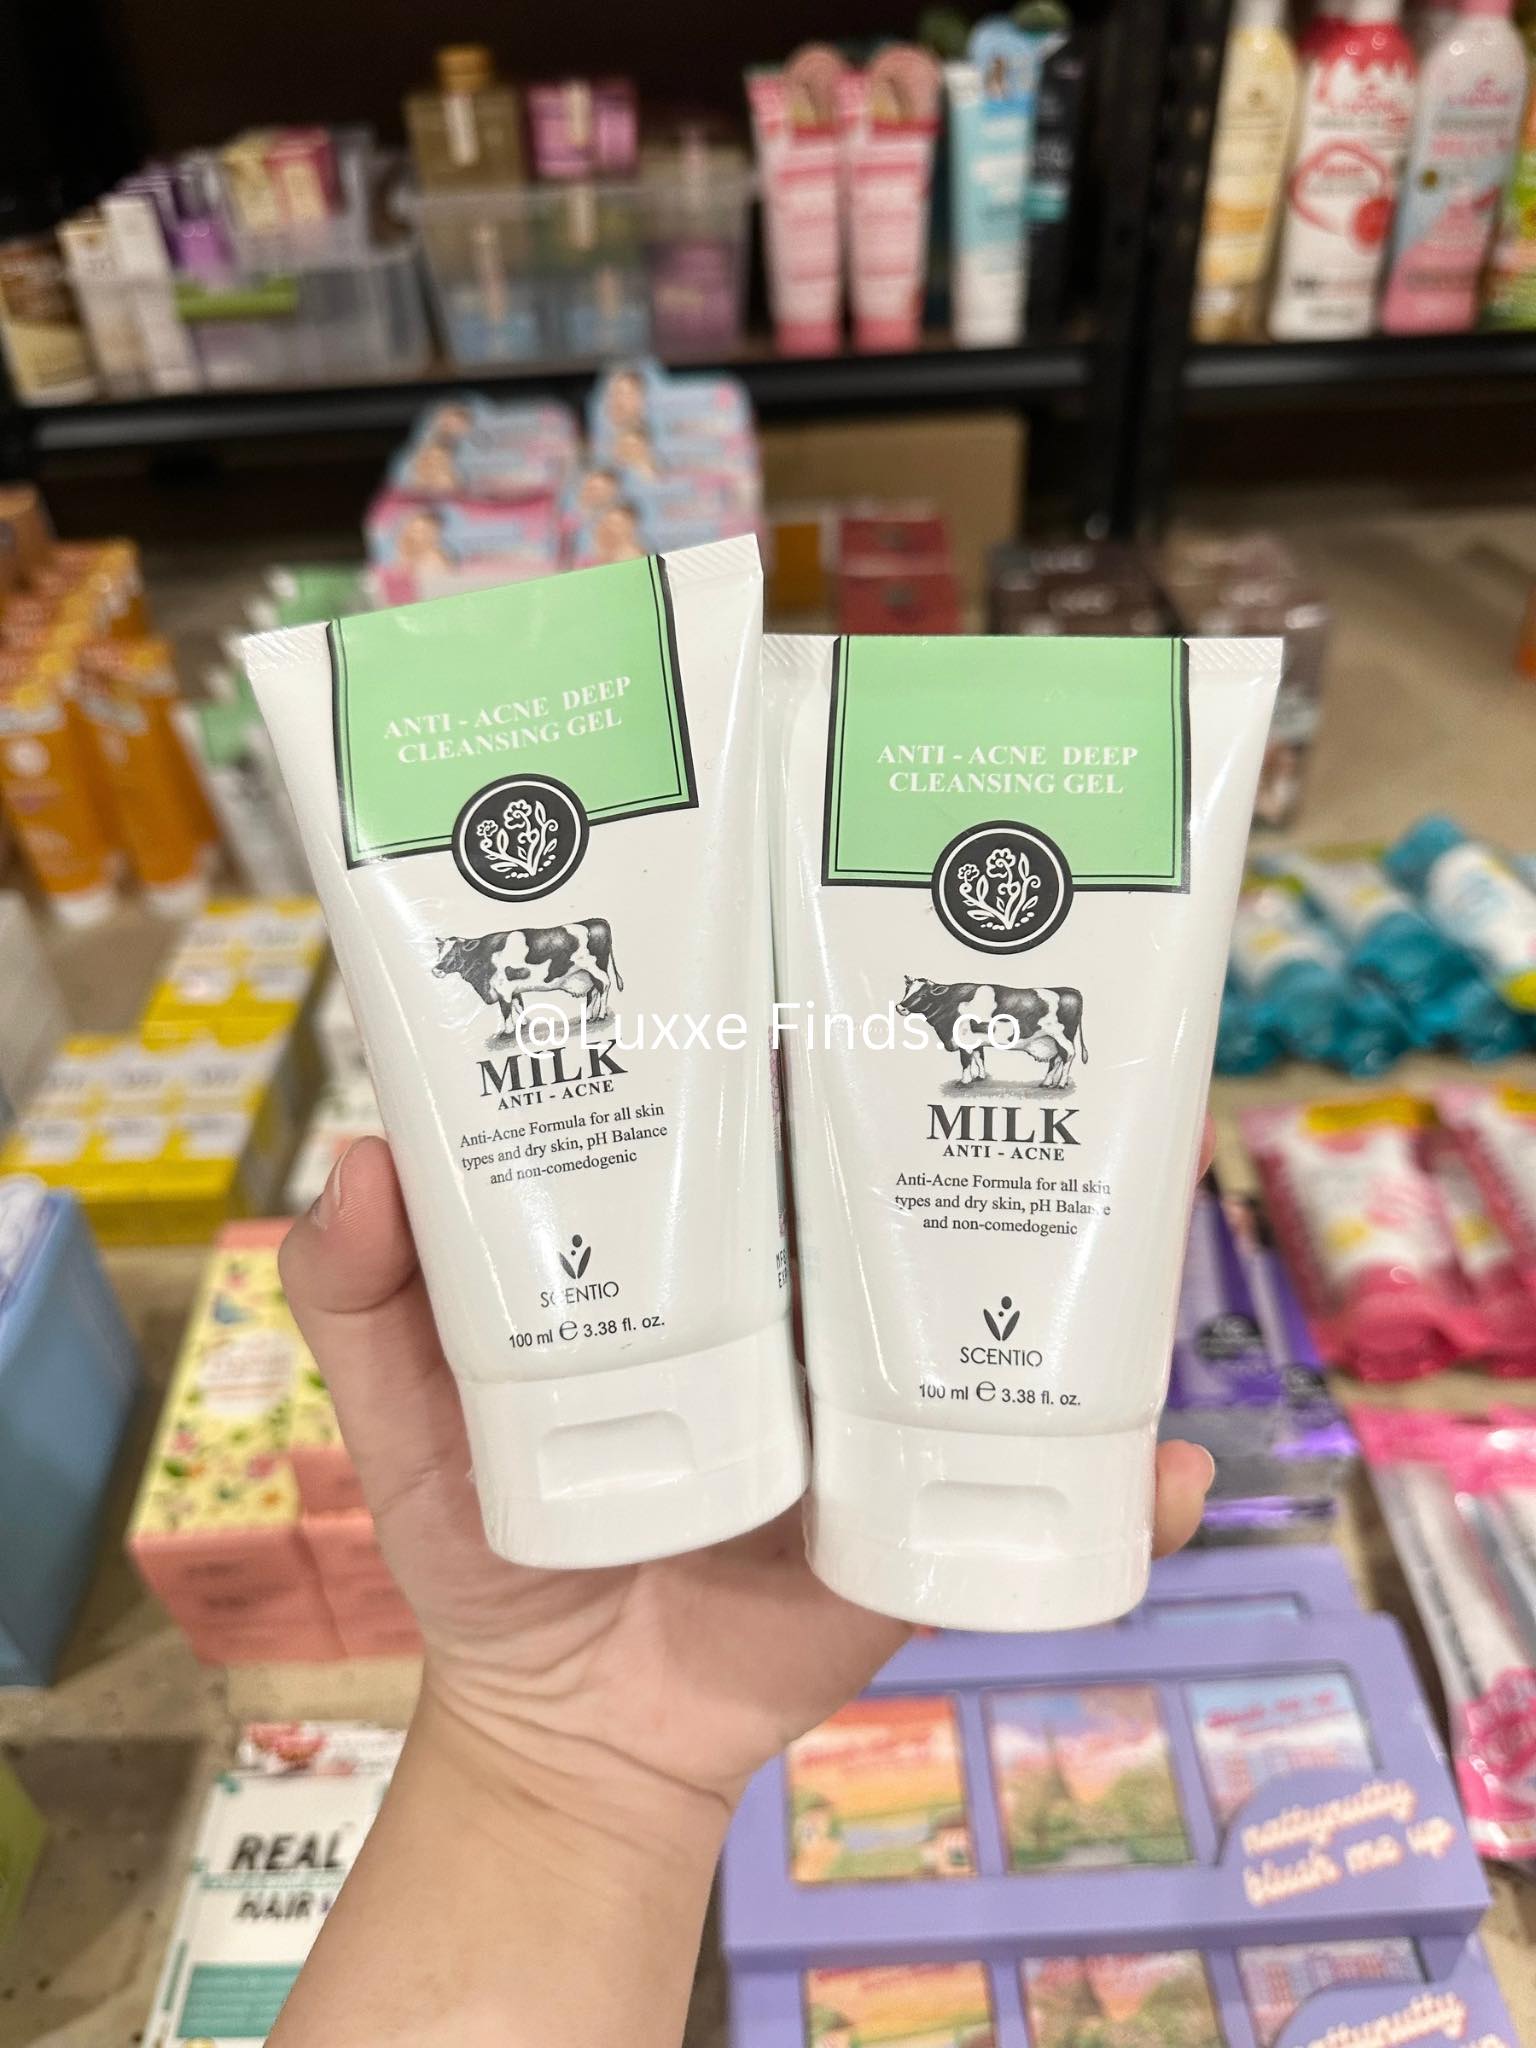 ANTI - ACNE DEEP
CLEANSING GEL
MILK
ANTI - ACNE
Anti-Acne Formula for all skin
types and dry skin, pH Balance
and non-comedogenic
SCENTIO
100 ml ℮ 3.38 fl. oz.
ANTI - ACNE DEEP
CLEANSING GEL
MILK
ANTI - ACNE
Anti-Acne Formula for all skin
types and dry skin, pH Balance
and non-comedogenic
SCENTIO
100 ml ℮ 3.38 fl. oz.
@Luxxe Finds.co
REAL
HAIR
nottynutty
blush me up